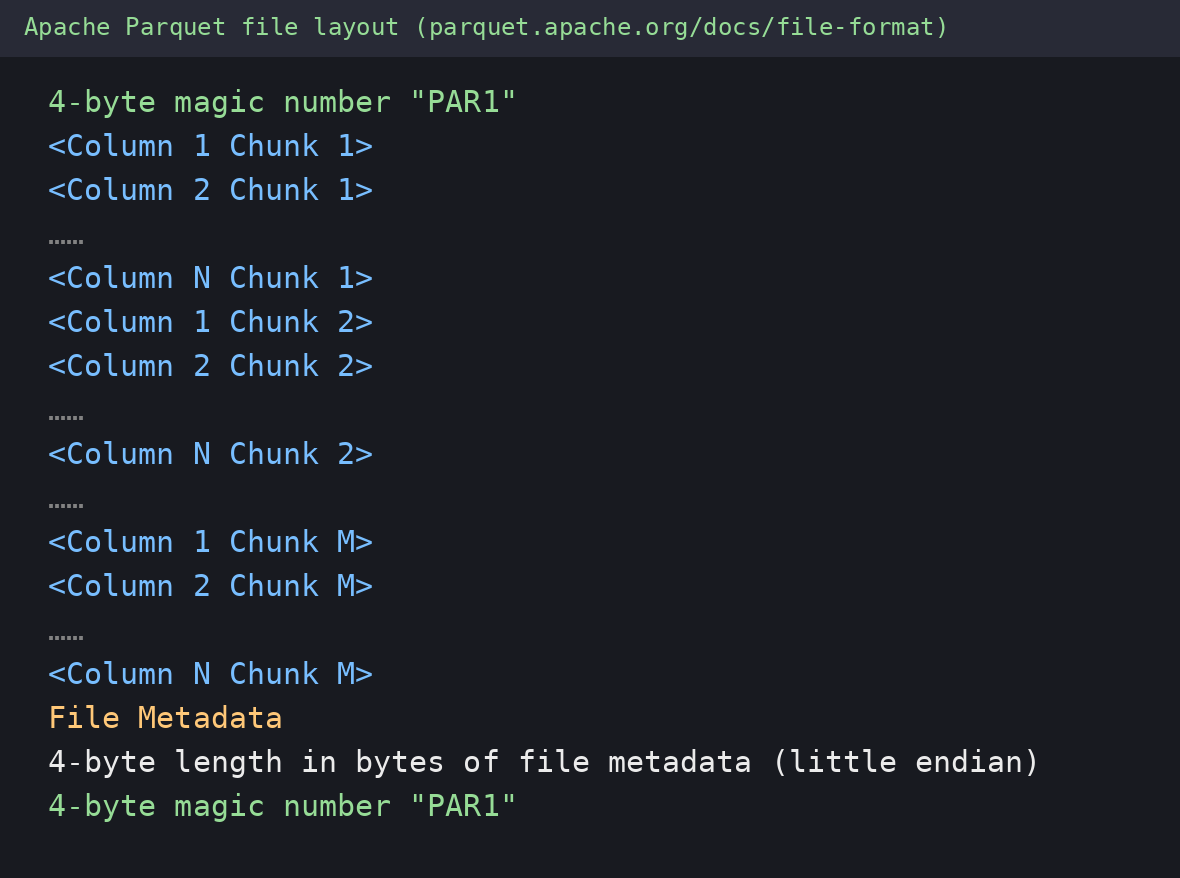 Apache Parquet file layout (parquet.apache.org/docs/file-format)
4-byte magic number "PAR1"
<Column 1 Chunk 1>
<Column 2 Chunk 1>
……
<Column N Chunk 1>
<Column 1 Chunk 2>
<Column 2 Chunk 2>
……
<Column N Chunk 2>
……
<Column 1 Chunk M>
<Column 2 Chunk M>
……
<Column N Chunk M>
File Metadata
4-byte length in bytes of file metadata (little endian)
4-byte magic number "PAR1"